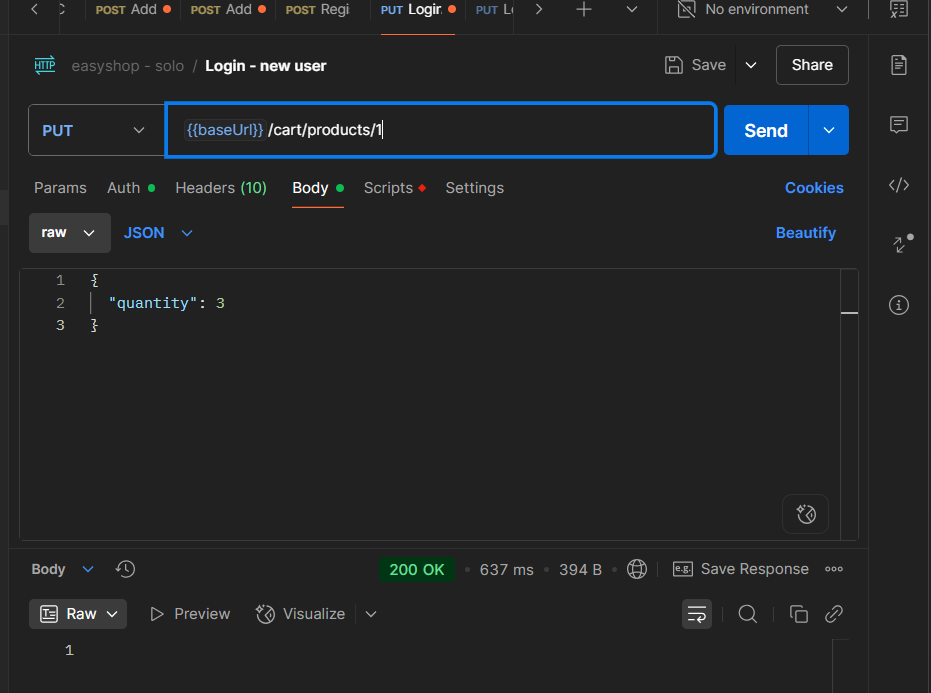 POST Add POST Add POST Regi PUT Login PUT Lo No environment
HTTP easyshop - solo / Login - new user Save Share
PUT {{baseUrl}} /cart/products/1 Send
Params Auth Headers (10) Body Scripts Settings Cookies
raw JSON Beautify
1 {
2 "quantity": 3
3 }
Body 200 OK 637 ms 394 B e.g. Save Response
Raw Preview Visualize
1